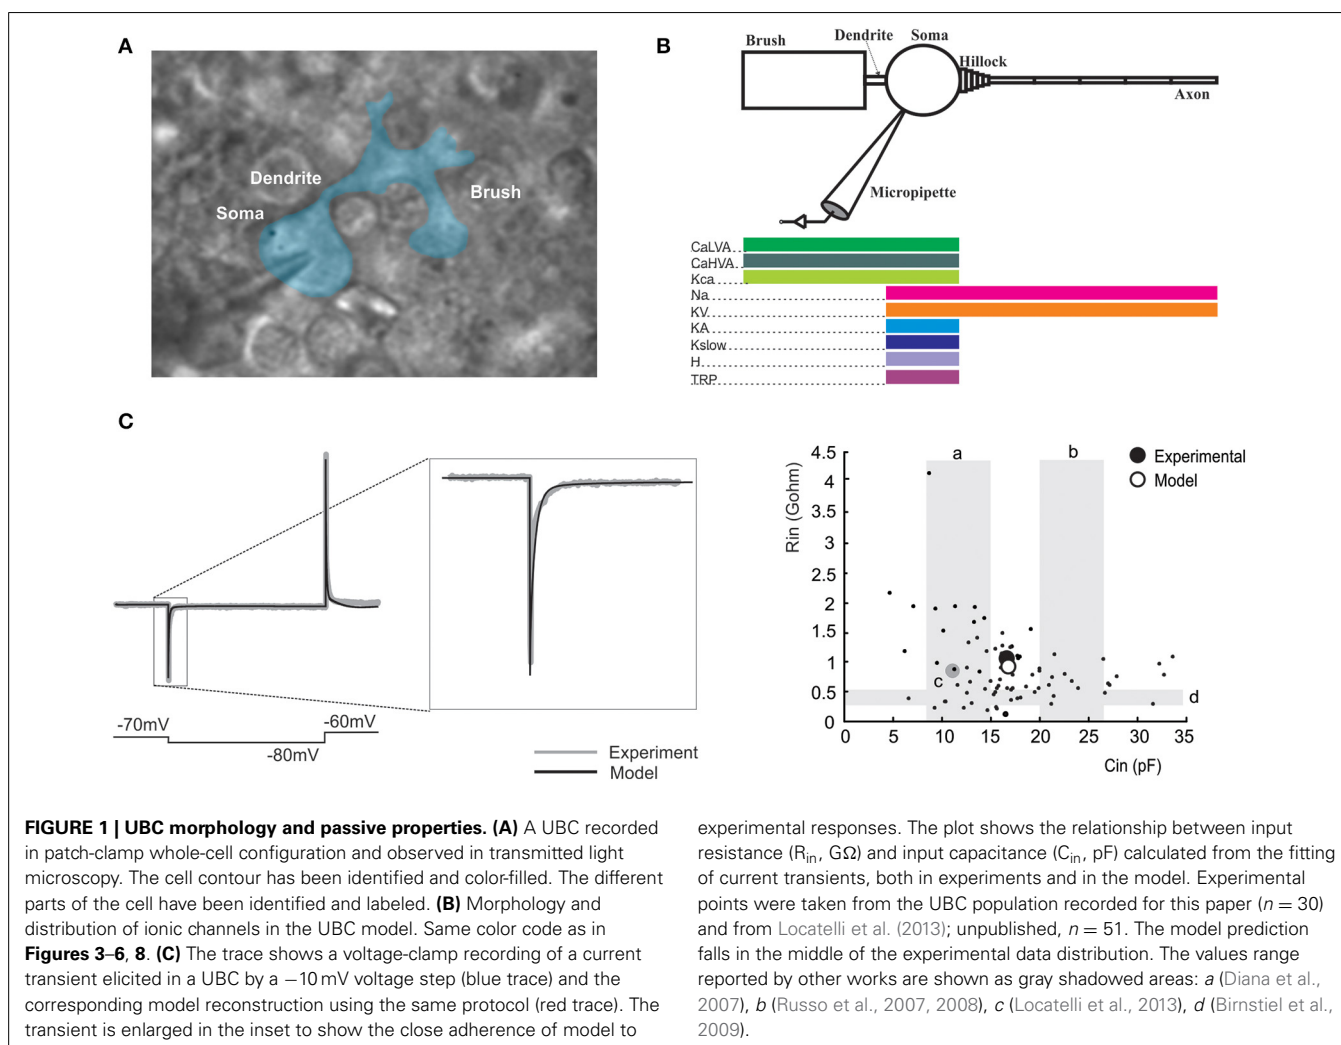 A
Dendrite
Soma
Brush
B
Brush
Dendrite
Soma
Hillock
Axon
Micropipette
CaLVA
CaHVA
Kca
Na
KV
KA
Kslow
H
TRP
C
-70mV
-80mV
-60mV
Experiment
Model
Rin (Gohm)
4.5
4
3.5
3
2.5
2
1.5
1
0.5
0
a
b
c
d
Experimental
Model
0 5 10 15 20 25 30 35
Cin (pF)
FIGURE 1 | UBC morphology and passive properties. (A) A UBC recorded
in patch-clamp whole-cell configuration and observed in transmitted light
microscopy. The cell contour has been identified and color-filled. The different
parts of the cell have been identified and labeled. (B) Morphology and
distribution of ionic channels in the UBC model. Same color code as in
Figures 3–6, 8. (C) The trace shows a voltage-clamp recording of a current
transient elicited in a UBC by a −10 mV voltage step (blue trace) and the
corresponding model reconstruction using the same protocol (red trace). The
transient is enlarged in the inset to show the close adherence of model to
experimental responses. The plot shows the relationship between input
resistance (Rin, GΩ) and input capacitance (Cin, pF) calculated from the fitting
of current transients, both in experiments and in the model. Experimental
points were taken from the UBC population recorded for this paper (n = 30)
and from Locatelli et al. (2013); unpublished, n = 51. The model prediction
falls in the middle of the experimental data distribution. The values range
reported by other works are shown as gray shadowed areas: a (Diana et al.,
2007), b (Russo et al., 2007, 2008), c (Locatelli et al., 2013), d (Birnstiel et al.,
2009).